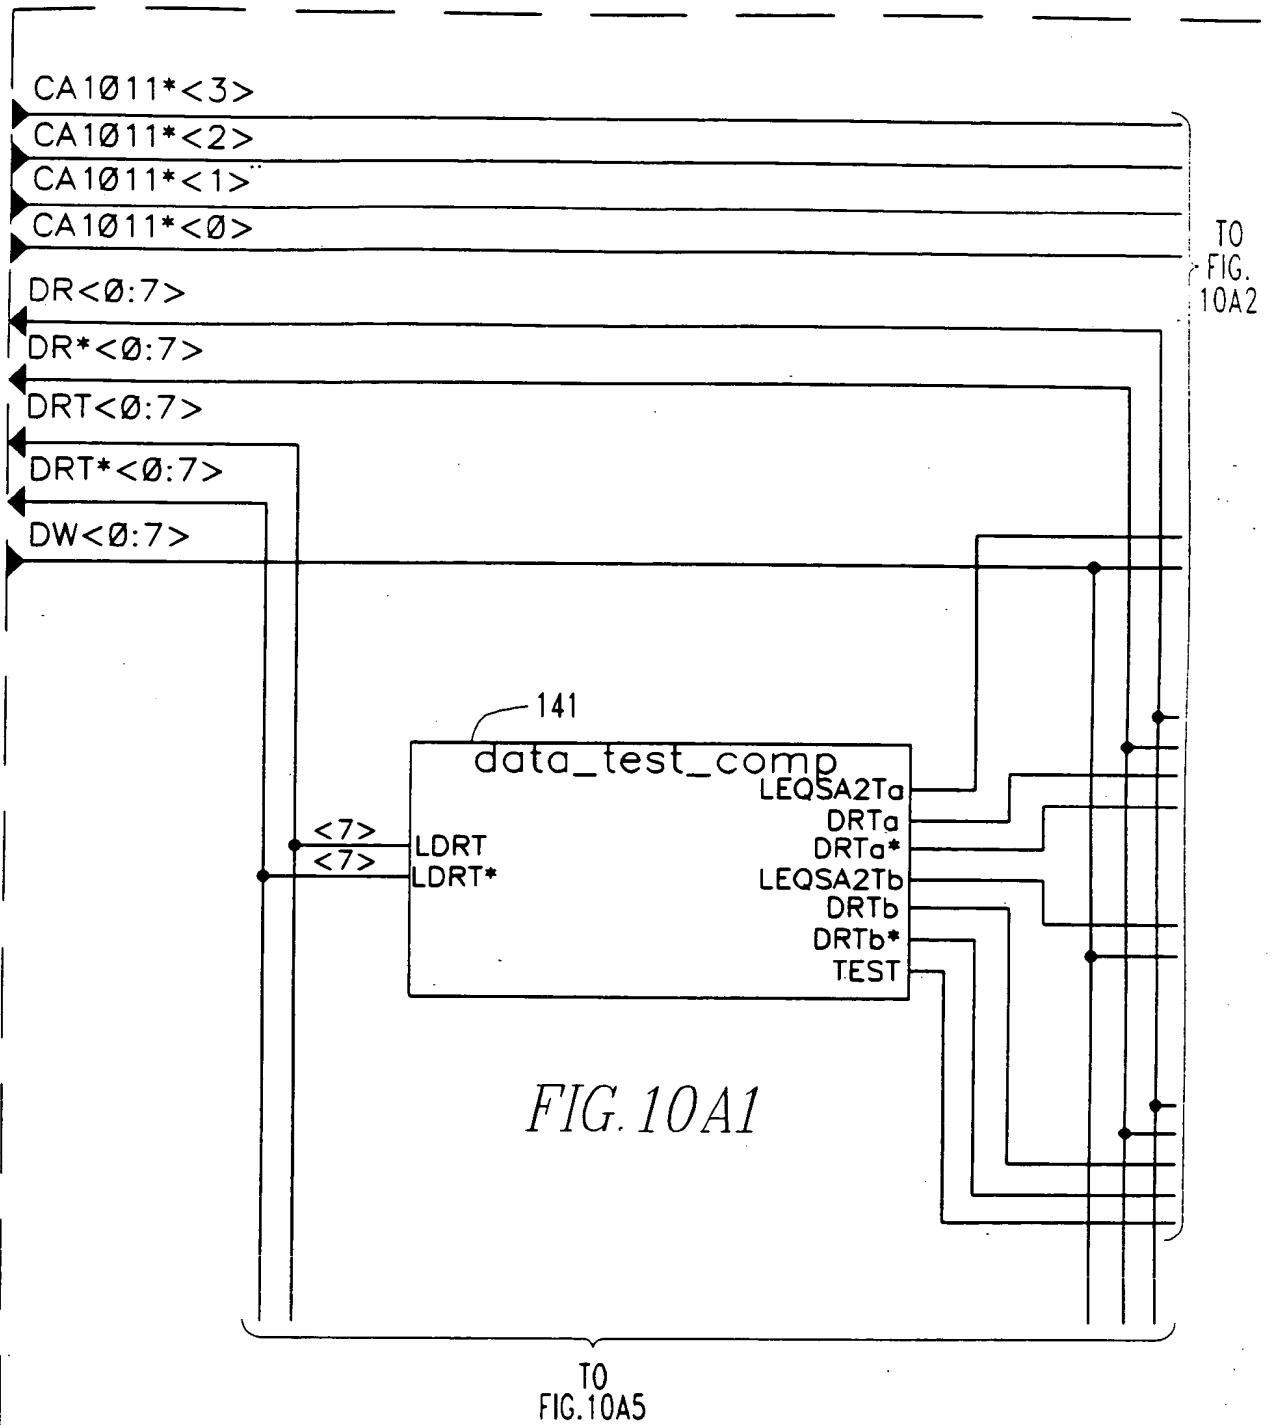 CA1Ø11*<3>
CA1Ø11*<2>
CA1Ø11*<1>
CA1Ø11*<Ø>
TO
FIG.
10A2
DR<Ø:7>
DR*<Ø:7>
DRT<Ø:7>
DRT*<Ø:7>
DW<Ø:7>
141
data_test_comp
LEQSA2Ta
DRTa
DRTa*
LEQSA2Tb
DRTb
DRTb*
TEST
<7>
LDRT
<7>
LDRT*
FIG. 10A1
TO
FIG.10A5